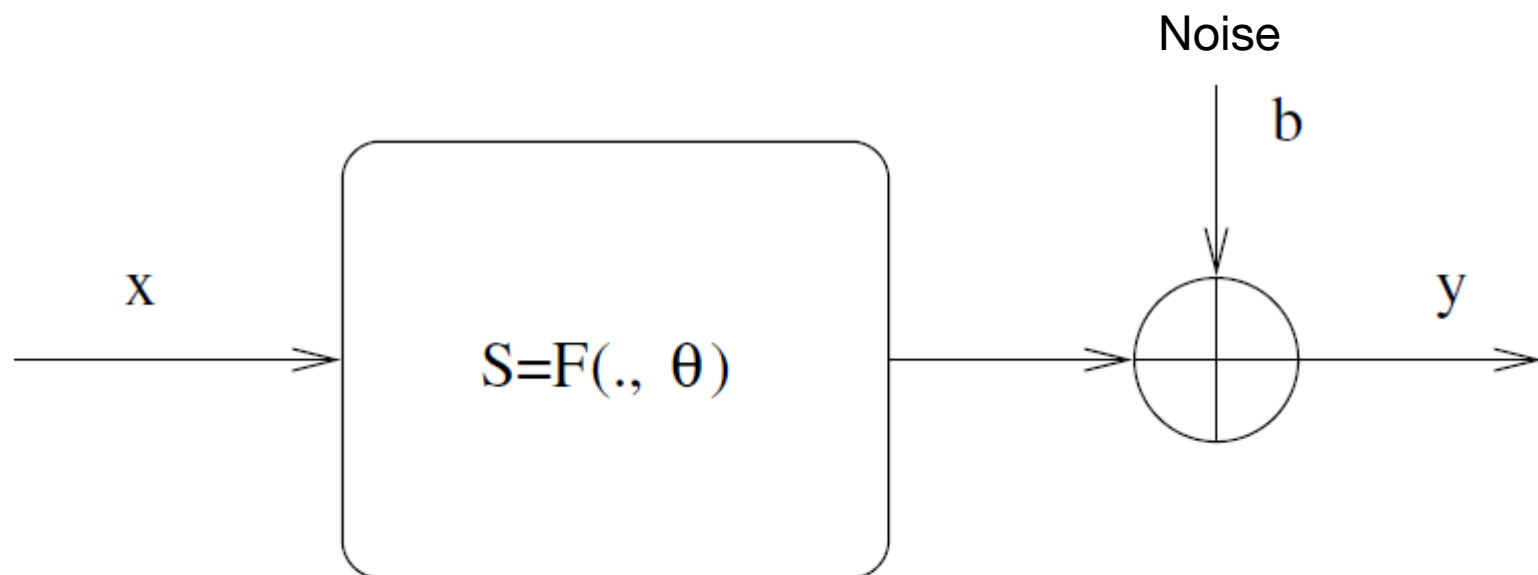 Noise
b
x
S=F(., θ)
y